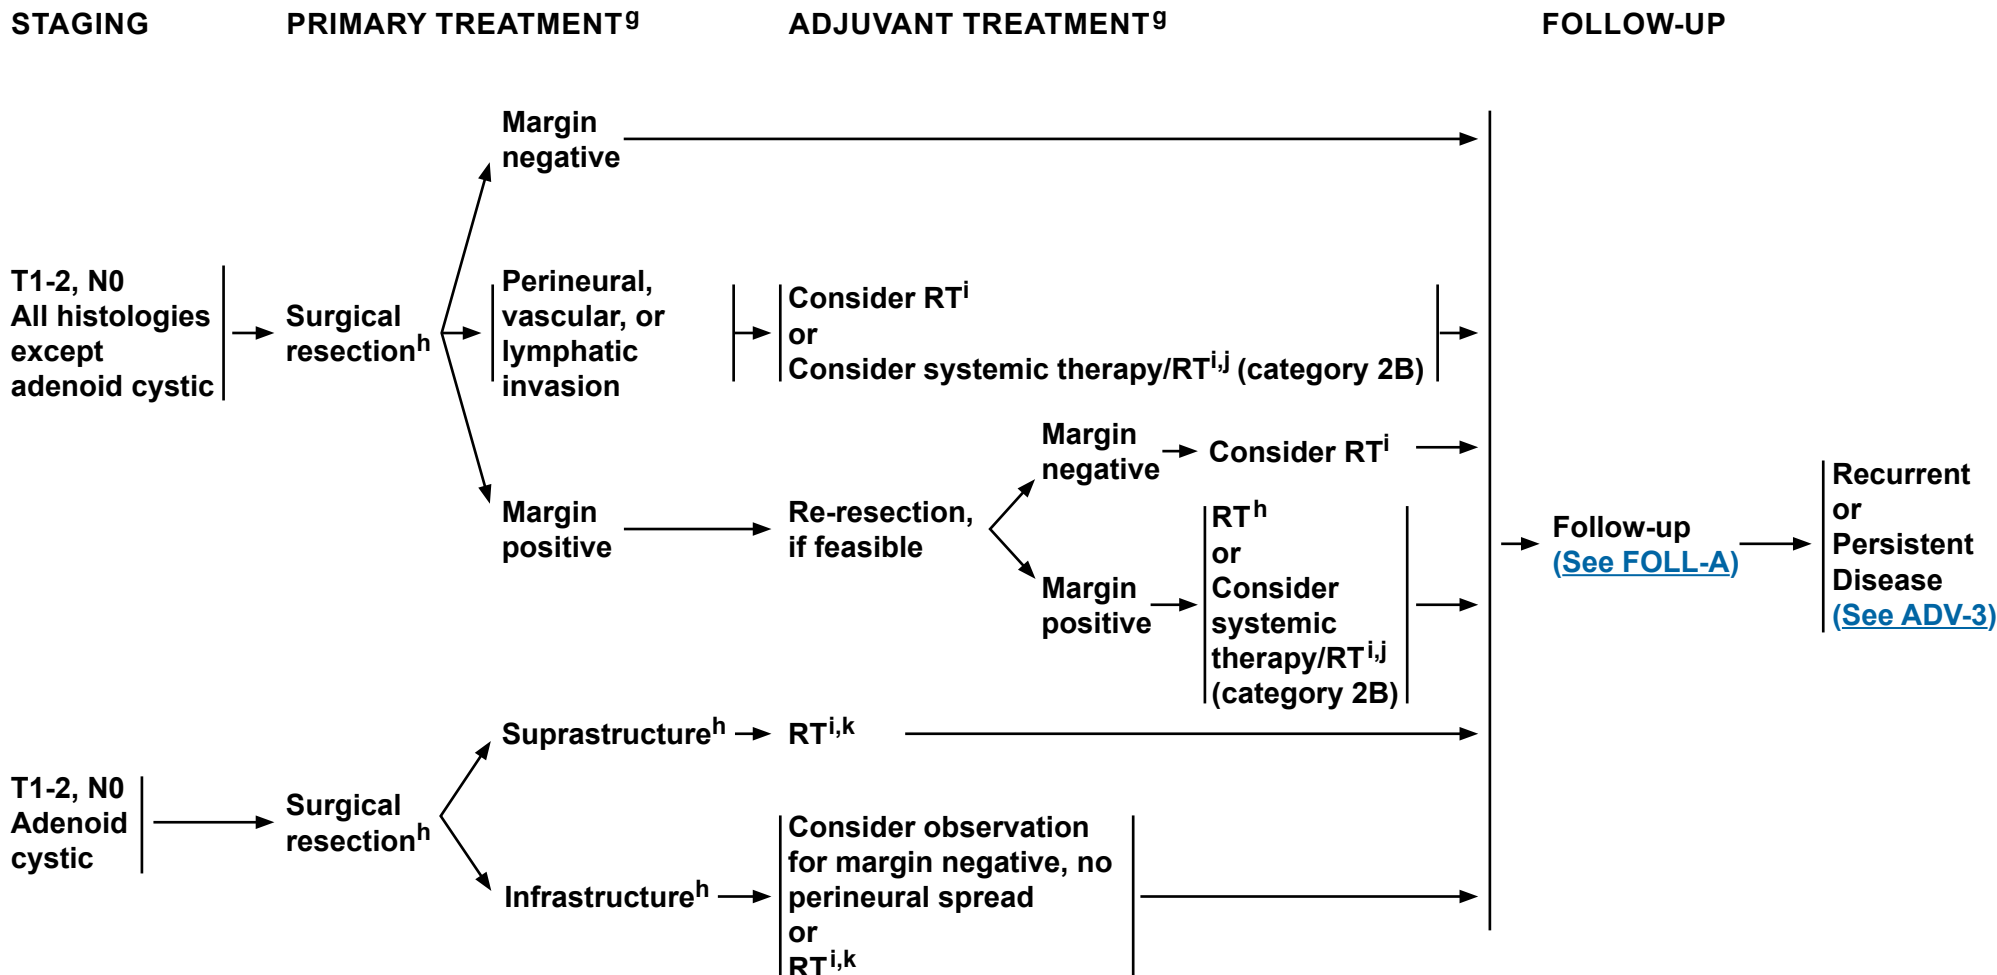 STAGING
PRIMARY TREATMENTg
ADJUVANT TREATMENTg
FOLLOW-UP
T1-2, N0
All histologies
except
adenoid cystic
Surgical
resectionh
Margin
negative
Perineural,
vascular, or
lymphatic
invasion
Consider RTi
or
Consider systemic therapy/RTi,j (category 2B)
Margin
positive
Re-resection,
if feasible
Margin
negative
Consider RTi
Margin
positive
RTh
or
Consider
systemic
therapy/RTi,j
(category 2B)
T1-2, N0
Adenoid
cystic
Surgical
resectionh
Suprastructureh
RTi,k
Infrastructureh
Consider observation
for margin negative, no
perineural spread
or
RTi,k
Follow-up
(See FOLL-A)
Recurrent
or
Persistent
Disease
(See ADV-3)